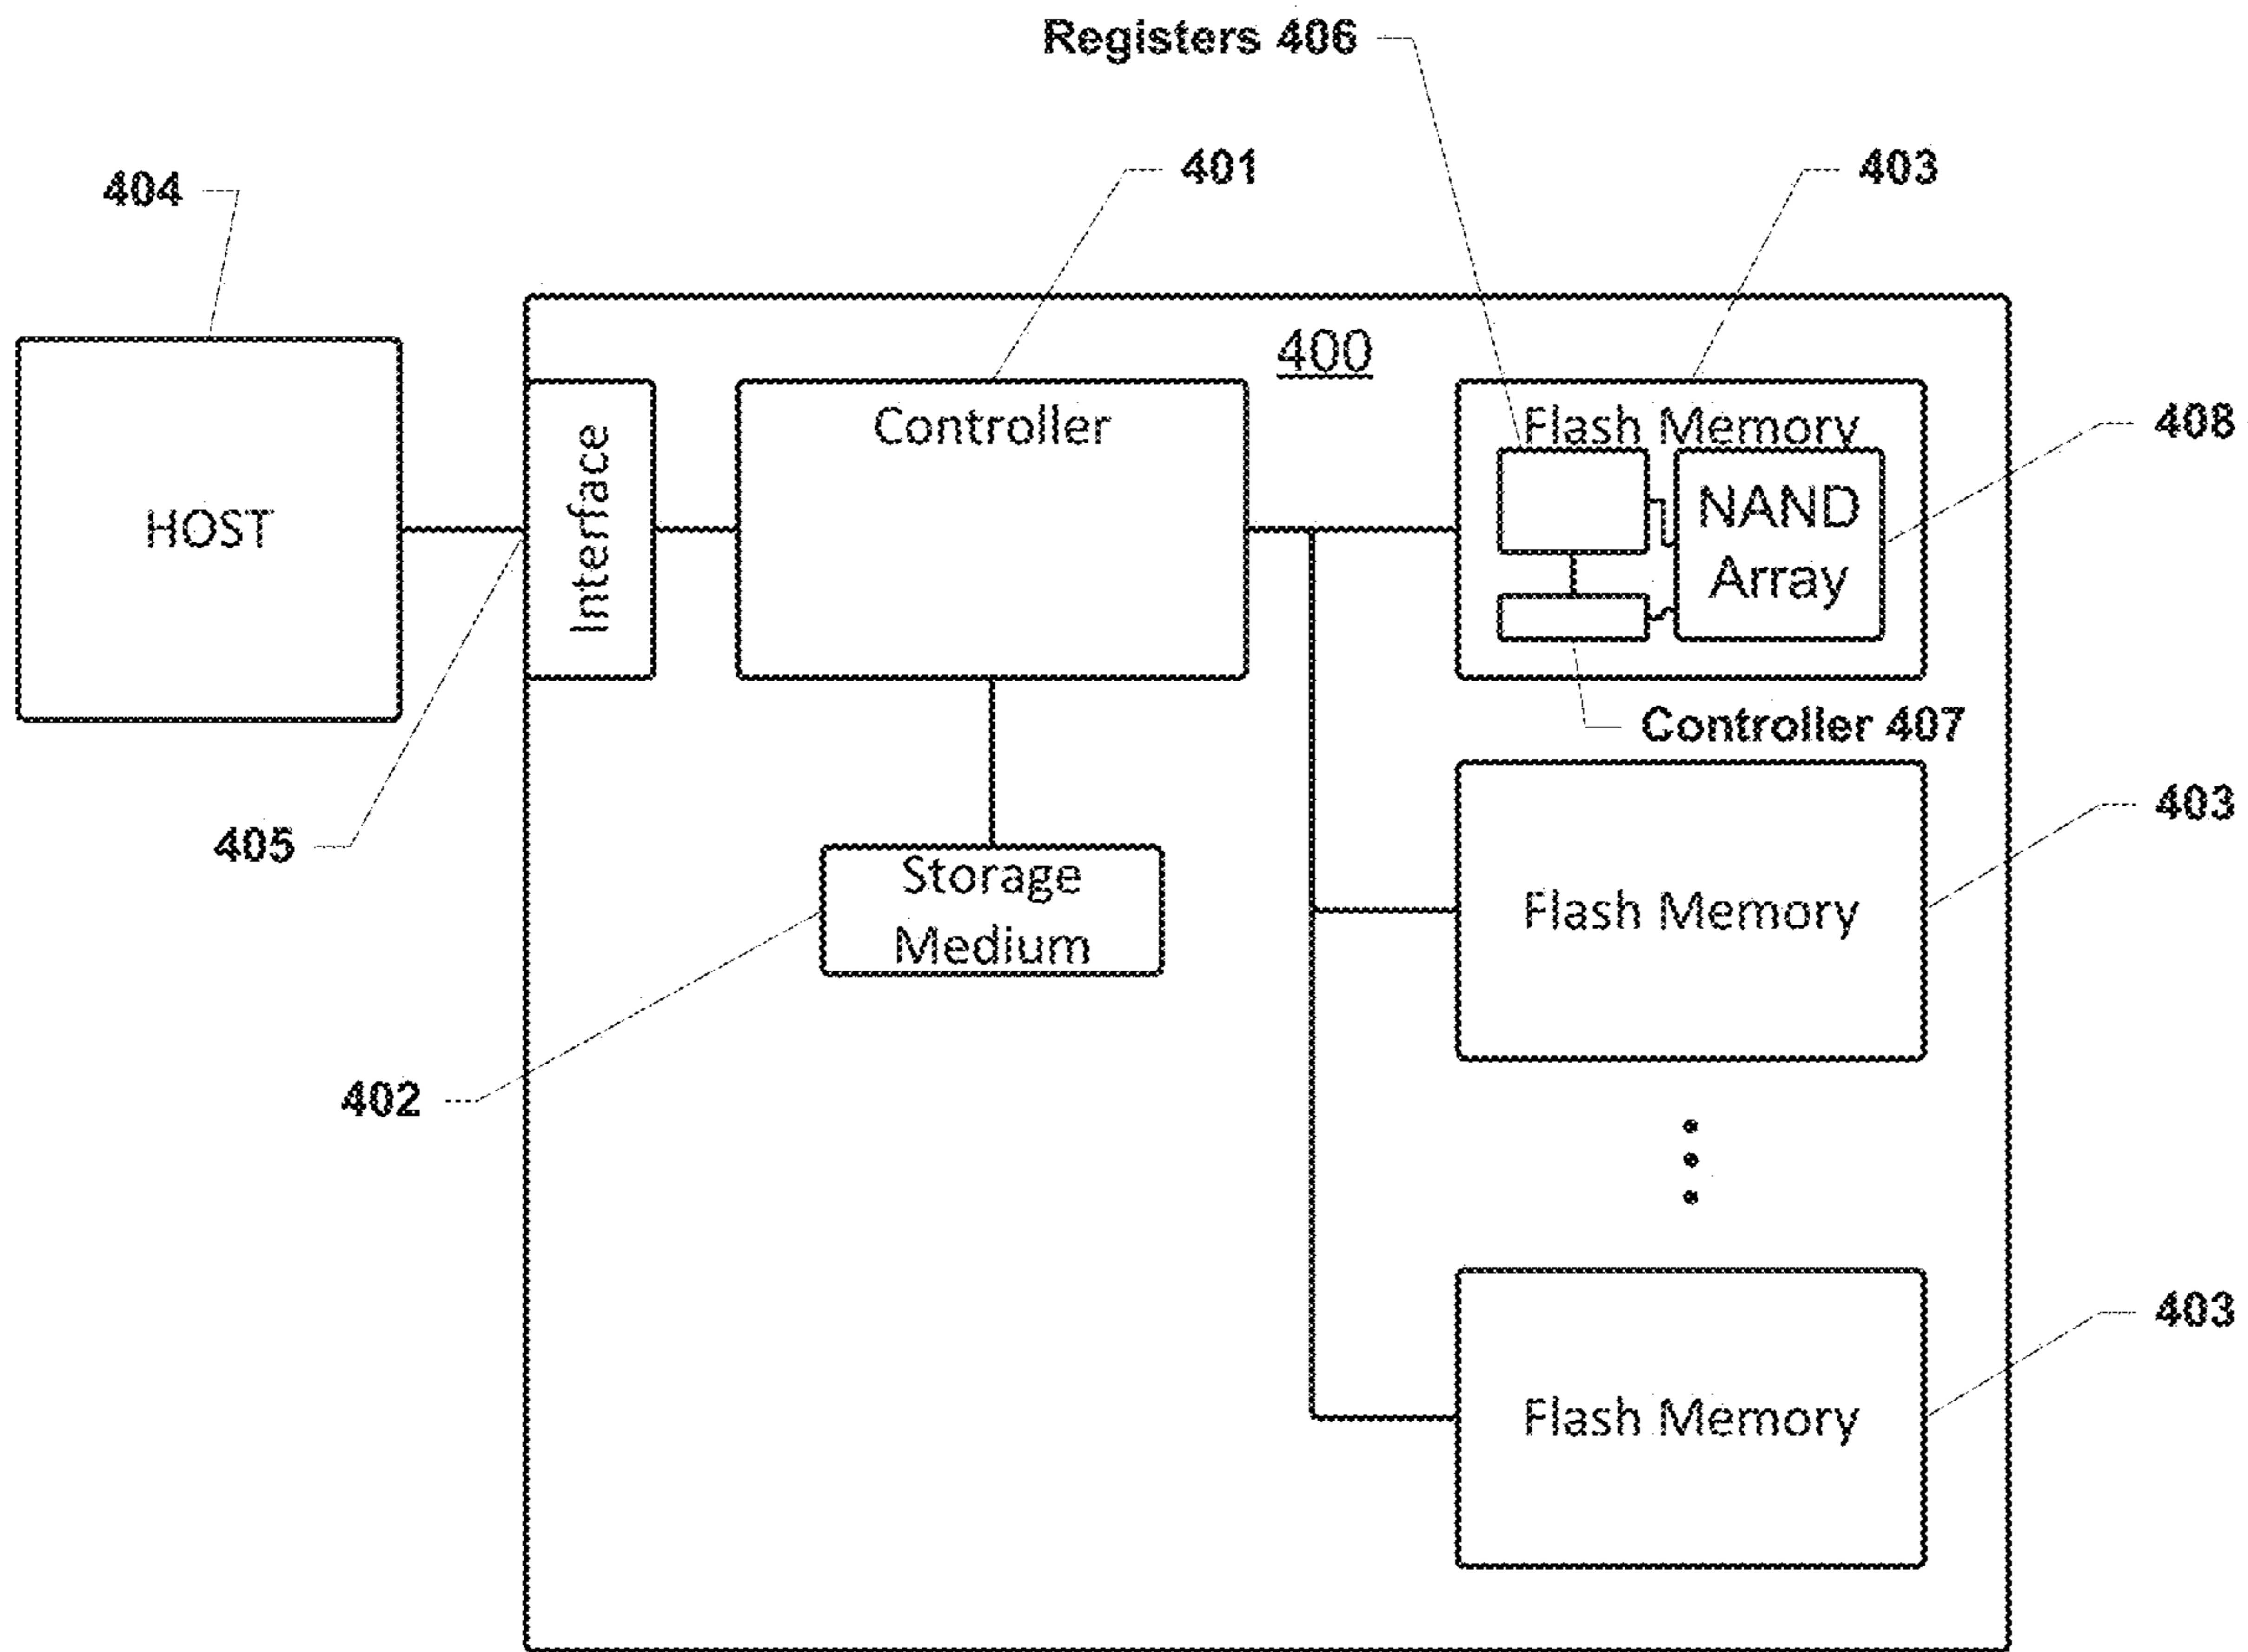 Registers 406
401
403
404
400
Controller
Flash Memory
408
HOST
Interface
NAND
Array
Controller 407
403
405
Storage
Medium
Flash Memory
402
403
Flash Memory